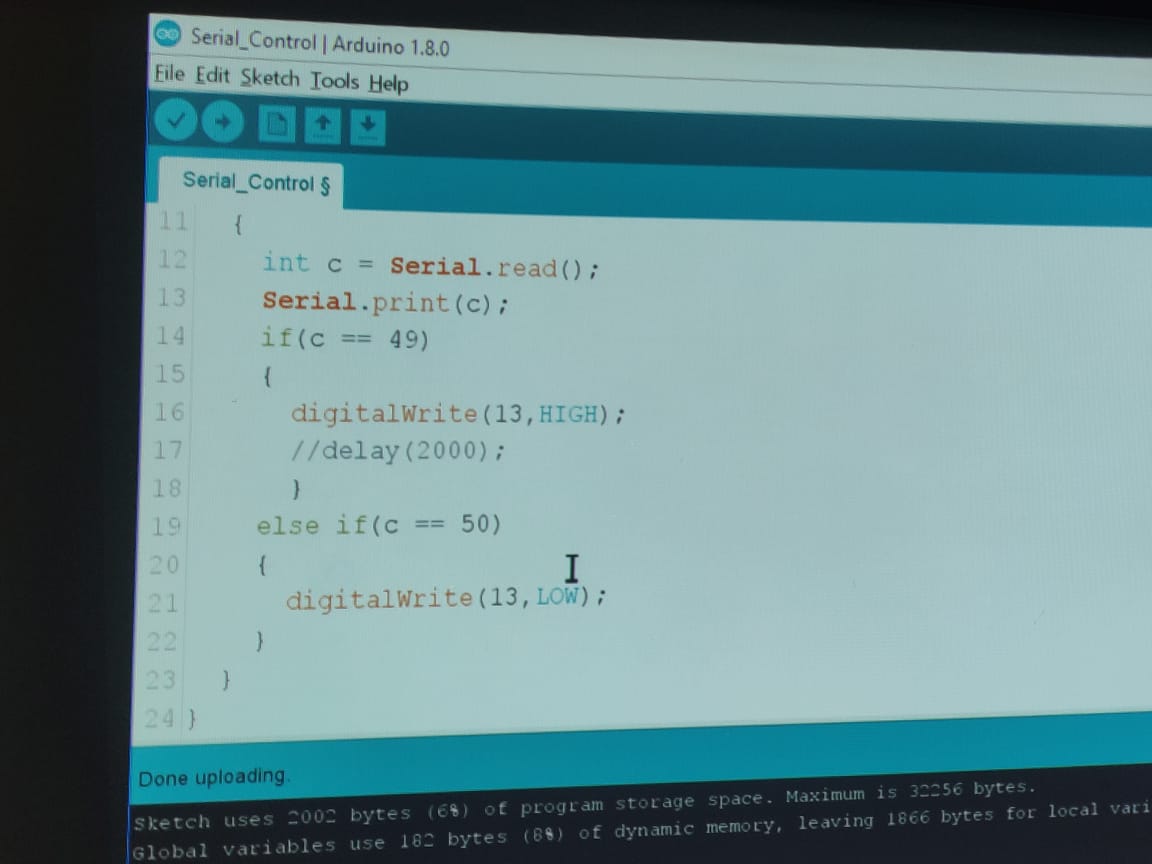 Serial_Control | Arduino 1.8.0
File Edit Sketch Tools Help
Serial_Control §
11 {
12 int c = Serial.read();
13 Serial.print(c);
14 if(c == 49)
15 {
16 digitalWrite(13,HIGH);
17 //delay(2000);
18 }
19 else if(c == 50)
20 {
21 digitalWrite(13,LOW);
22 }
23 }
24 }
Done uploading.
Sketch uses 2002 bytes (6%) of program storage space. Maximum is 32256 bytes.
Global variables use 182 bytes (8%) of dynamic memory, leaving 1866 bytes for local vari